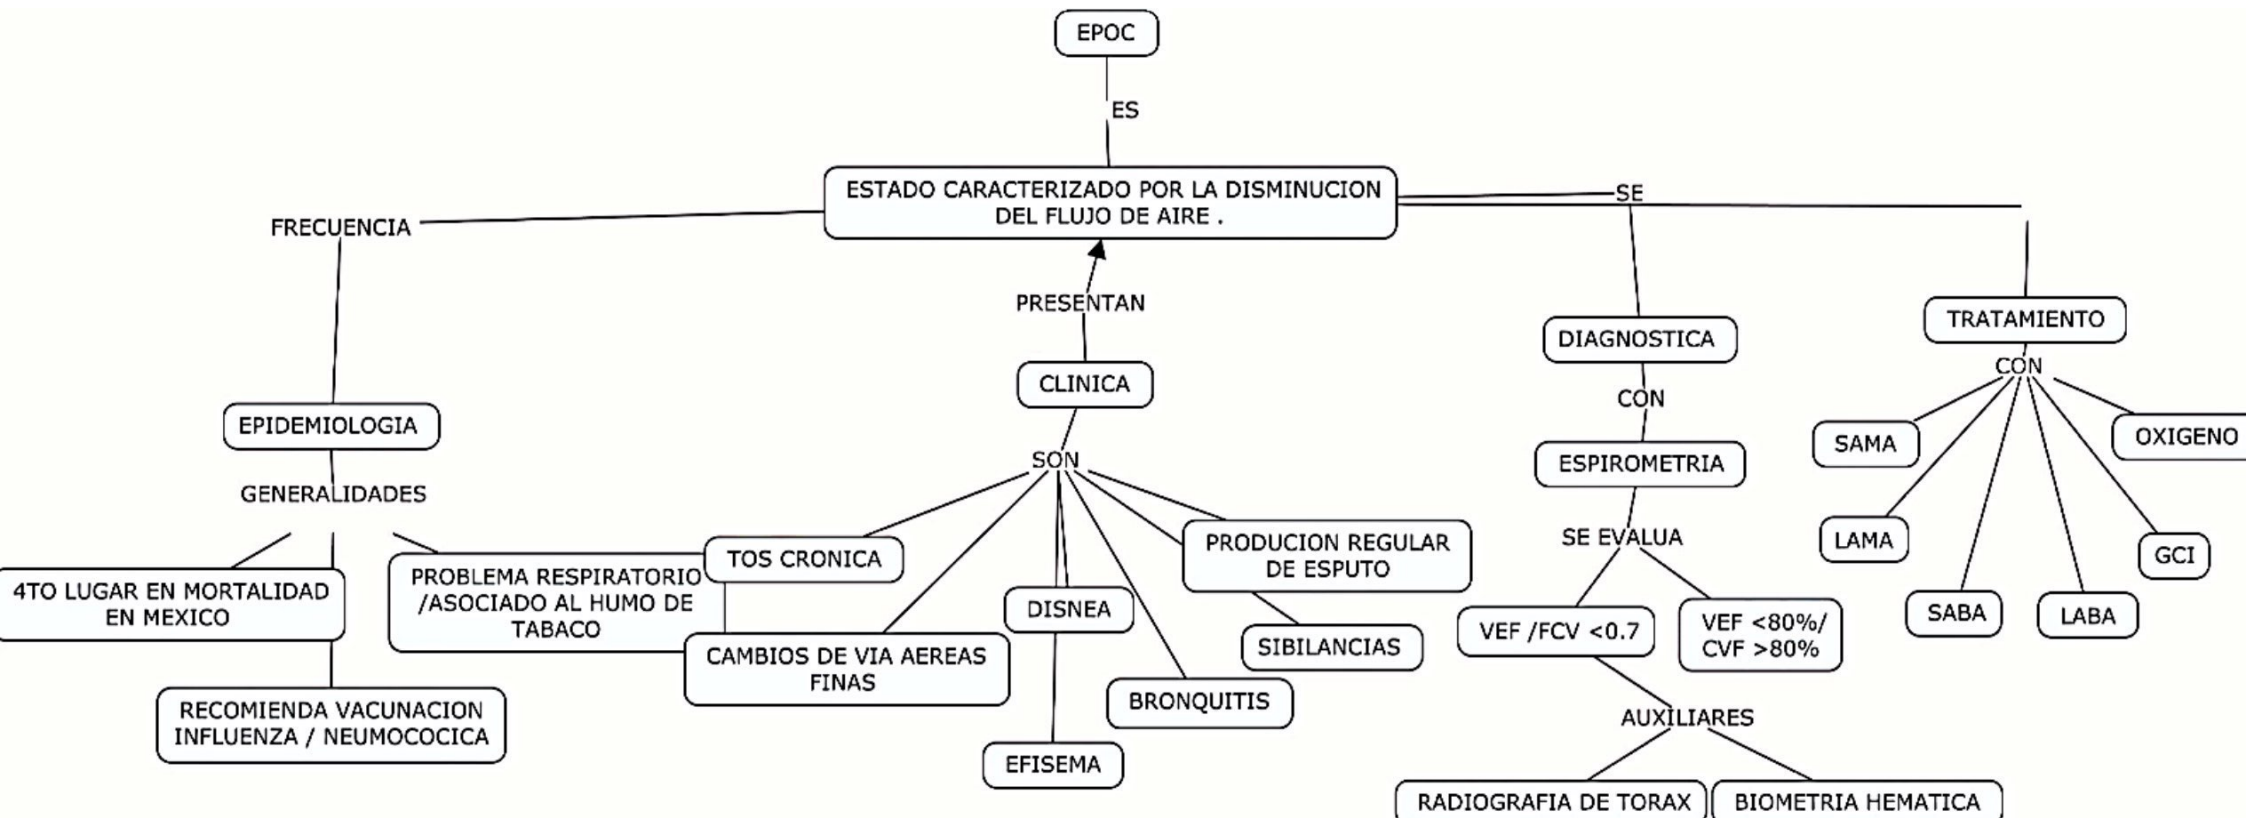 EPOC
ES
ESTADO CARACTERIZADO POR LA DISMINUCION
DEL FLUJO DE AIRE .
FRECUENCIA
EPIDEMIOLOGIA
GENERALIDADES
4TO LUGAR EN MORTALIDAD
EN MEXICO
RECOMIENDA VACUNACION
INFLUENZA / NEUMOCOCICA
PROBLEMA RESPIRATORIO
/ASOCIADO AL HUMO DE
TABACO
PRESENTAN
CLINICA
SON
TOS CRONICA
CAMBIOS DE VIA AEREAS
FINAS
DISNEA
EFISEMA
BRONQUITIS
PRODUCION REGULAR
DE ESPUTO
SIBILANCIAS
SE
DIAGNOSTICA
CON
ESPIROMETRIA
SE EVALUA
VEF /FCV <0.7
VEF <80%/
CVF >80%
AUXILIARES
RADIOGRAFIA DE TORAX
BIOMETRIA HEMATICA
TRATAMIENTO
CON
SAMA
LAMA
SABA
LABA
GCI
OXIGENO